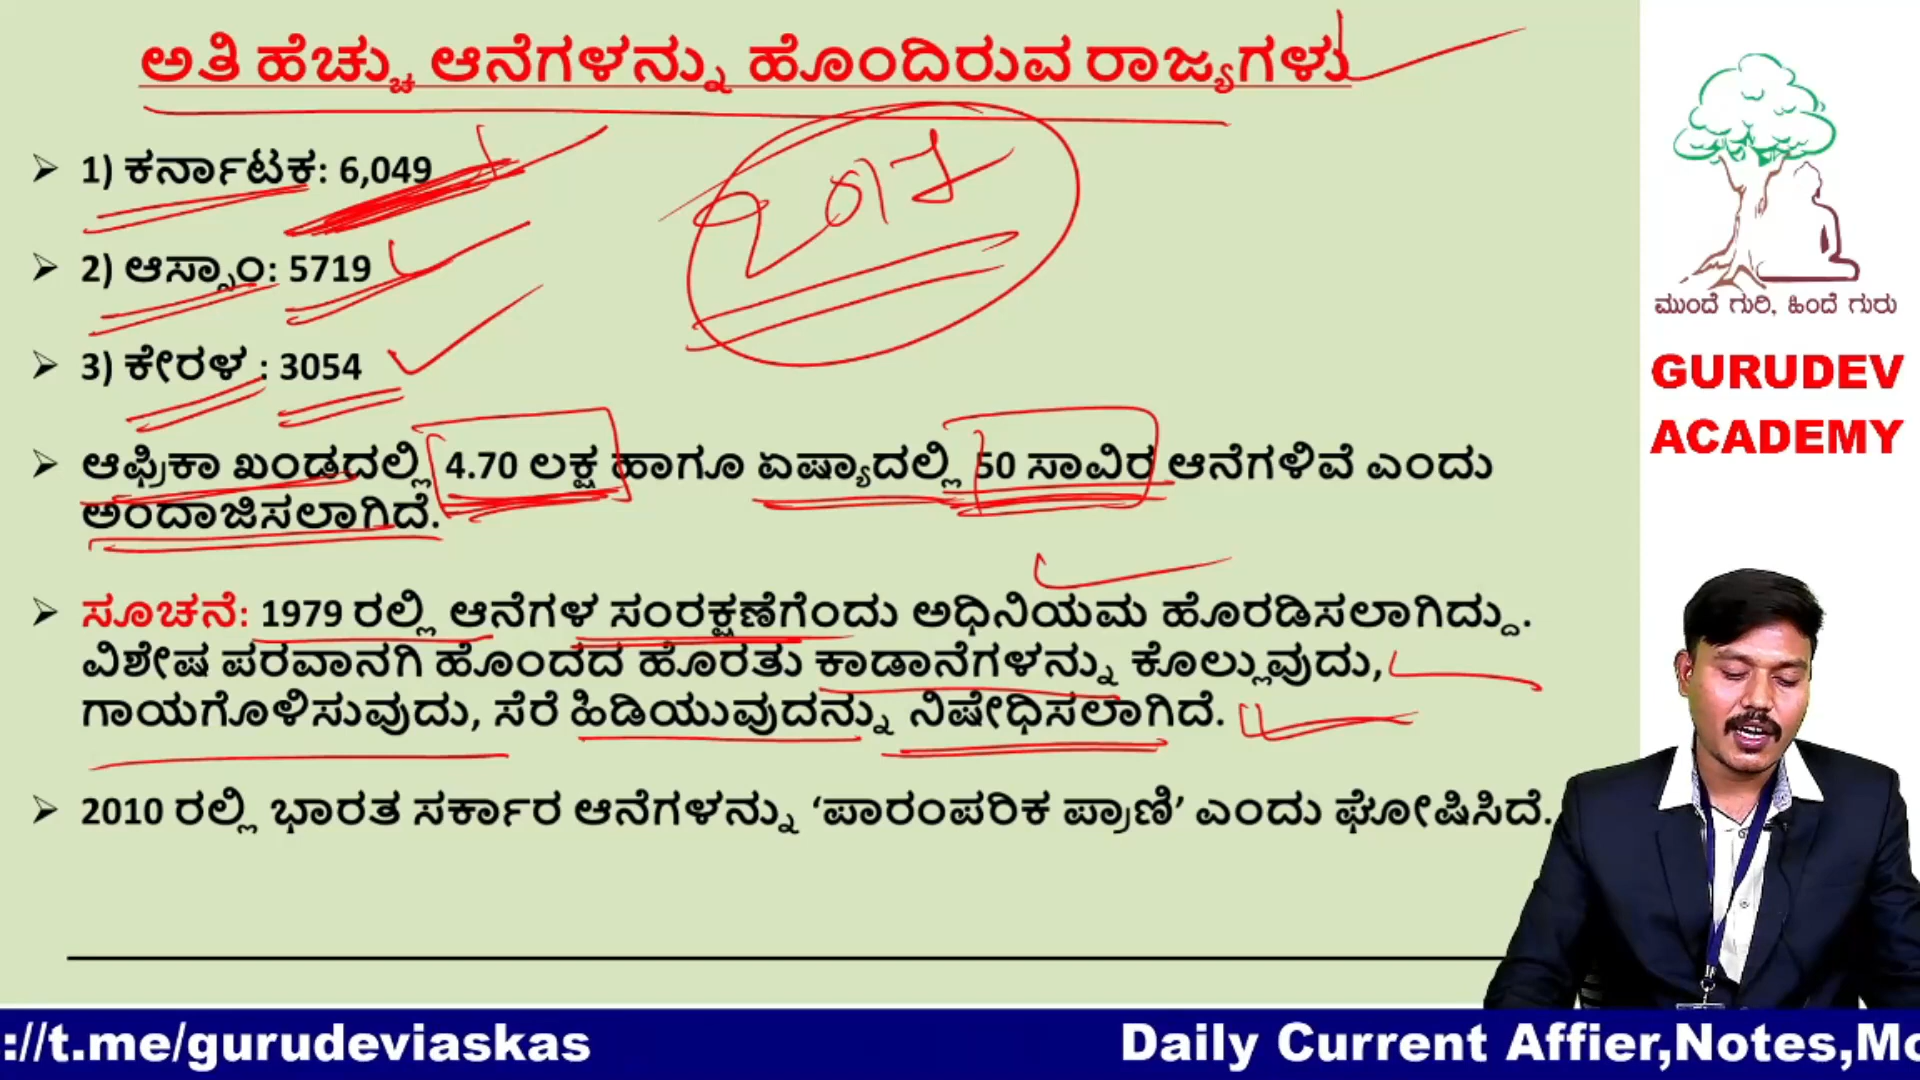 ಅತಿ ಹೆಚ್ಚು ಆನೆಗಳನ್ನು ಹೊಂದಿರುವ ರಾಜ್ಯಗಳು
1) ಕರ್ನಾಟಕ: 6,049
2) ಆಸ್ಸಾಂ: 5719
3) ಕೇರಳ : 3054
ಆಫ್ರಿಕಾ ಖಂಡದಲ್ಲಿ 4.70 ಲಕ್ಷ ಹಾಗೂ ಏಷ್ಯಾದಲ್ಲಿ 50 ಸಾವಿರ ಆನೆಗಳಿವೆ ಎಂದು
ಅಂದಾಜಿಸಲಾಗಿದೆ.
ಸೂಚನೆ: 1979 ರಲ್ಲಿ ಆನೆಗಳ ಸಂರಕ್ಷಣೆಗೆಂದು ಅಧಿನಿಯಮ ಹೊರಡಿಸಲಾಗಿದ್ದು.
ವಿಶೇಷ ಪರವಾನಗಿ ಹೊಂದದ ಹೊರತು ಕಾಡಾನೆಗಳನ್ನು ಕೊಲ್ಲುವುದು,
ಗಾಯಗೊಳಿಸುವುದು, ಸೆರೆ ಹಿಡಿಯುವುದನ್ನು ನಿಷೇಧಿಸಲಾಗಿದೆ.
2010 ರಲ್ಲಿ ಭಾರತ ಸರ್ಕಾರ ಆನೆಗಳನ್ನು ‘ಪಾರಂಪರಿಕ ಪ್ರಾಣಿ’ ಎಂದು ಘೋಷಿಸಿದೆ.
ಮುಂದೆ ಗುರಿ, ಹಿಂದೆ ಗುರು
GURUDEV
ACADEMY
://t.me/gurudeviaskas
Daily Current Affier,Notes,Mo